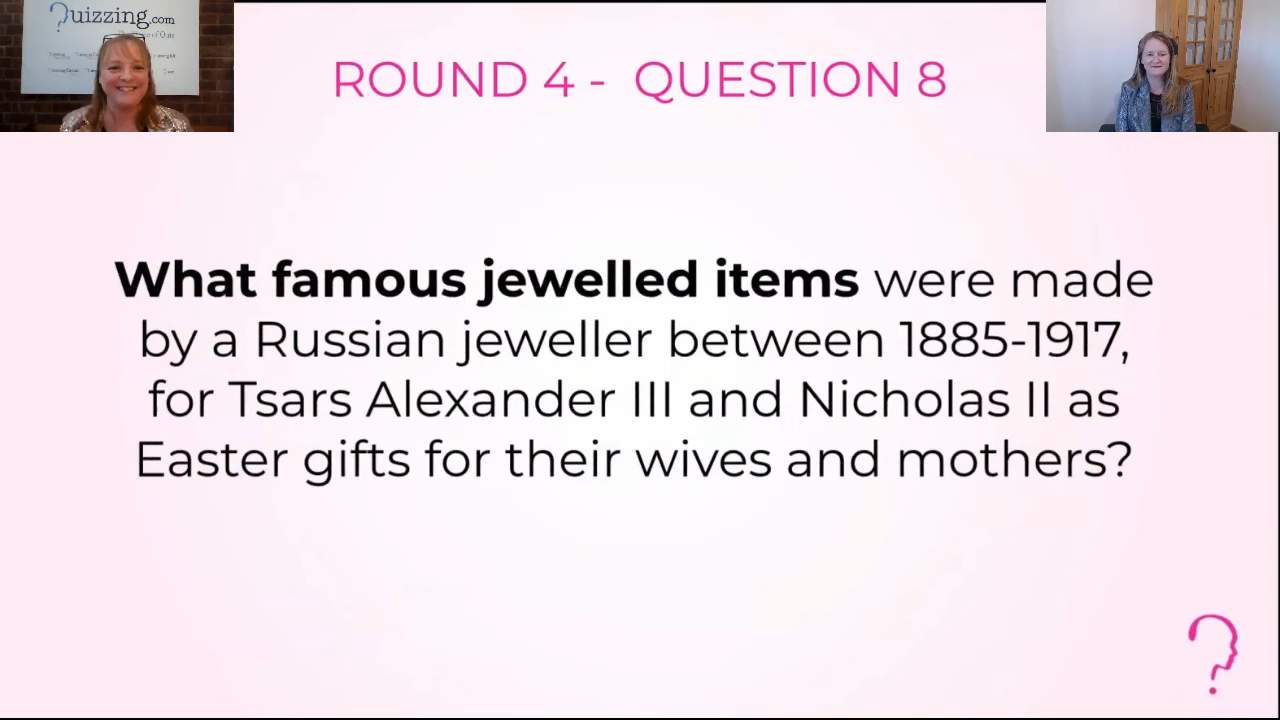 Quizzing.com
ROUND 4 - QUESTION 8
What famous jewelled items were made
by a Russian jeweller between 1885-1917,
for Tsars Alexander III and Nicholas II as
Easter gifts for their wives and mothers?